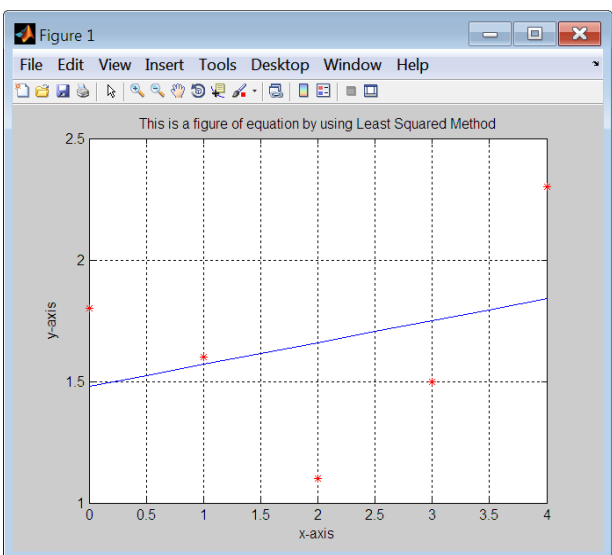 Figure 1
File Edit View Insert Tools Desktop Window Help
This is a figure of equation by using Least Squared Method
2.5
2
1.5
1
y-axis
0 0.5 1 1.5 2 2.5 3 3.5 4
x-axis